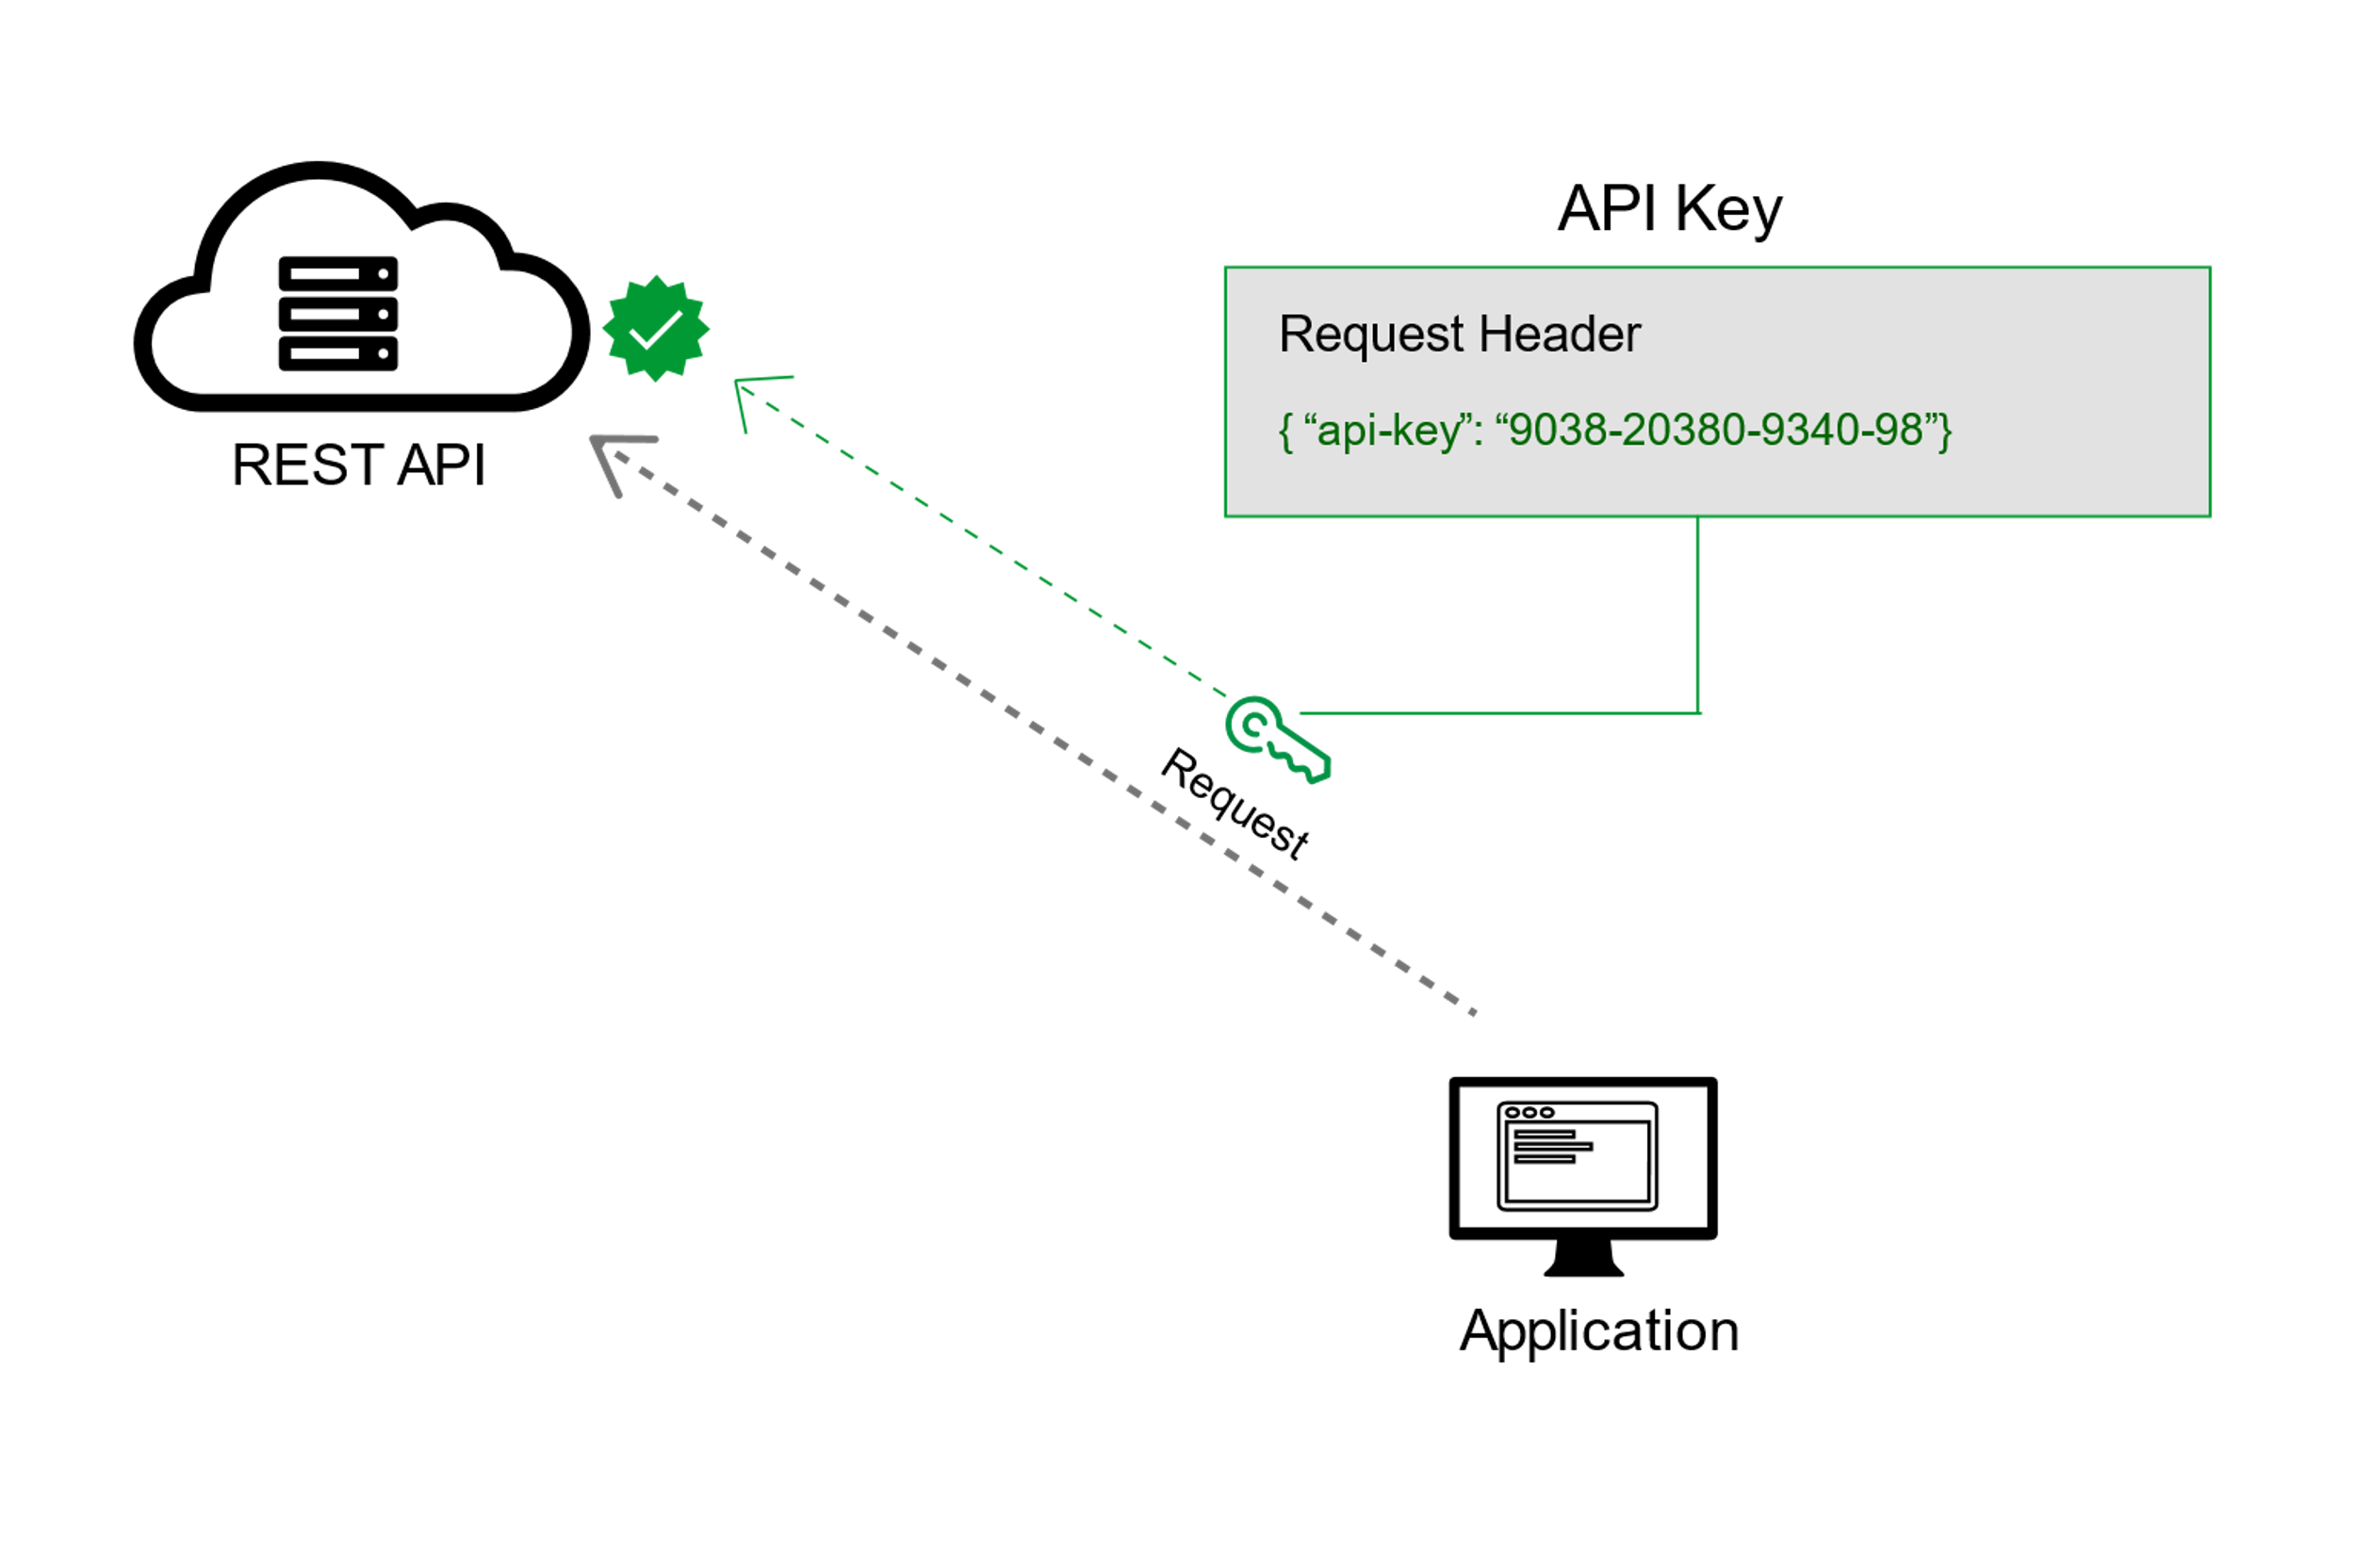 API Key
Request Header
{ “api-key”: “9038-20380-9340-98”}
REST API
Request
Application